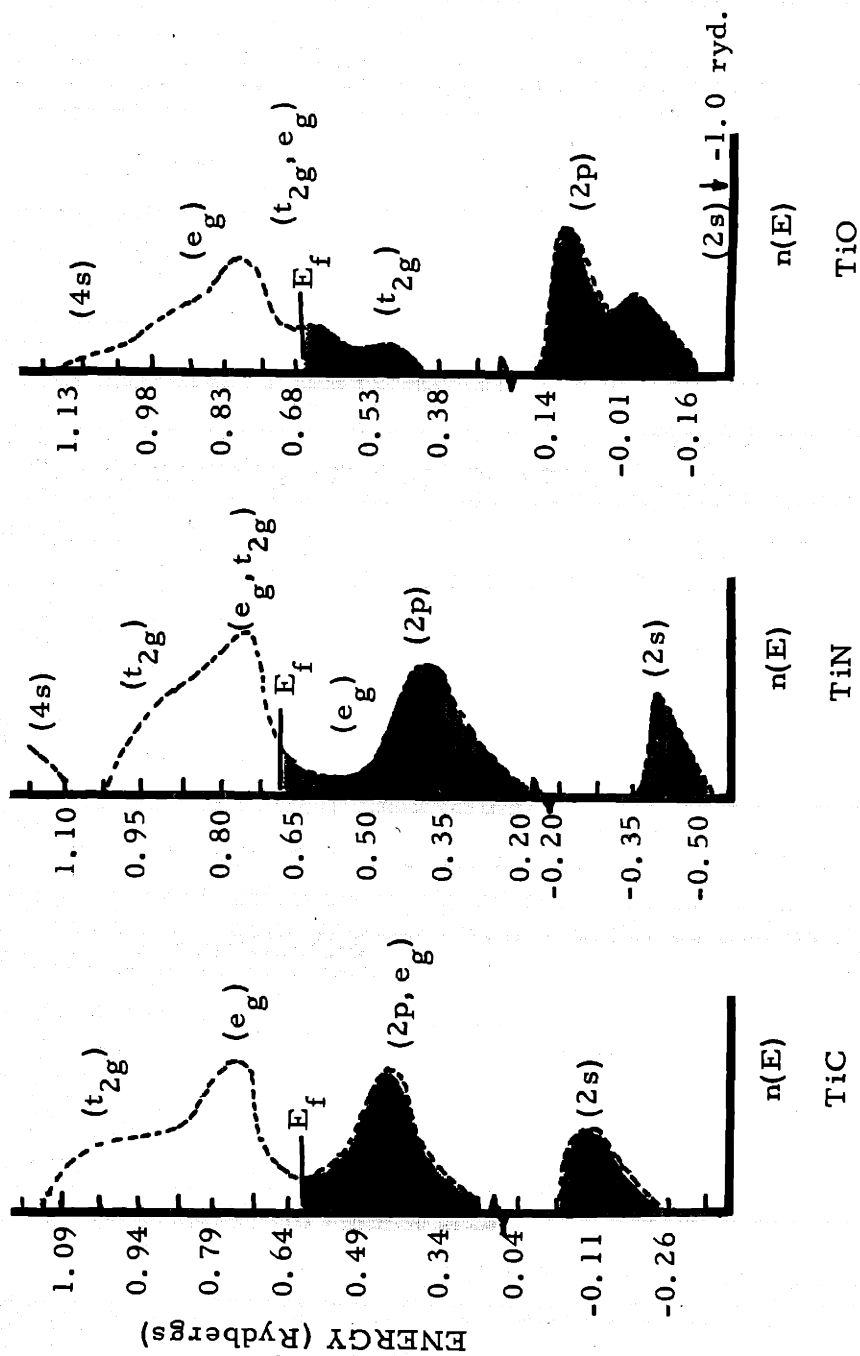 ENERGY (Rydbergs)
1.09
0.94
0.79
0.64
0.49
0.34
0.04
-0.11
-0.26
(t2g)
(eg)
Ef
(2p, eg)
(2s)
n(E)
TiC
1.10
0.95
0.80
0.65
0.50
0.35
0.20
-0.20
-0.35
-0.50
(4s)
(t2g)
(eg, t2g)
Ef
(eg)
(2p)
(2s)
n(E)
TiN
1.13
0.98
0.83
0.68
0.53
0.38
0.14
-0.01
-0.16
(4s)
(eg)
(t2g, eg)
Ef
(t2g)
(2p)
(2s) -1.0 ryd.
n(E)
TiO